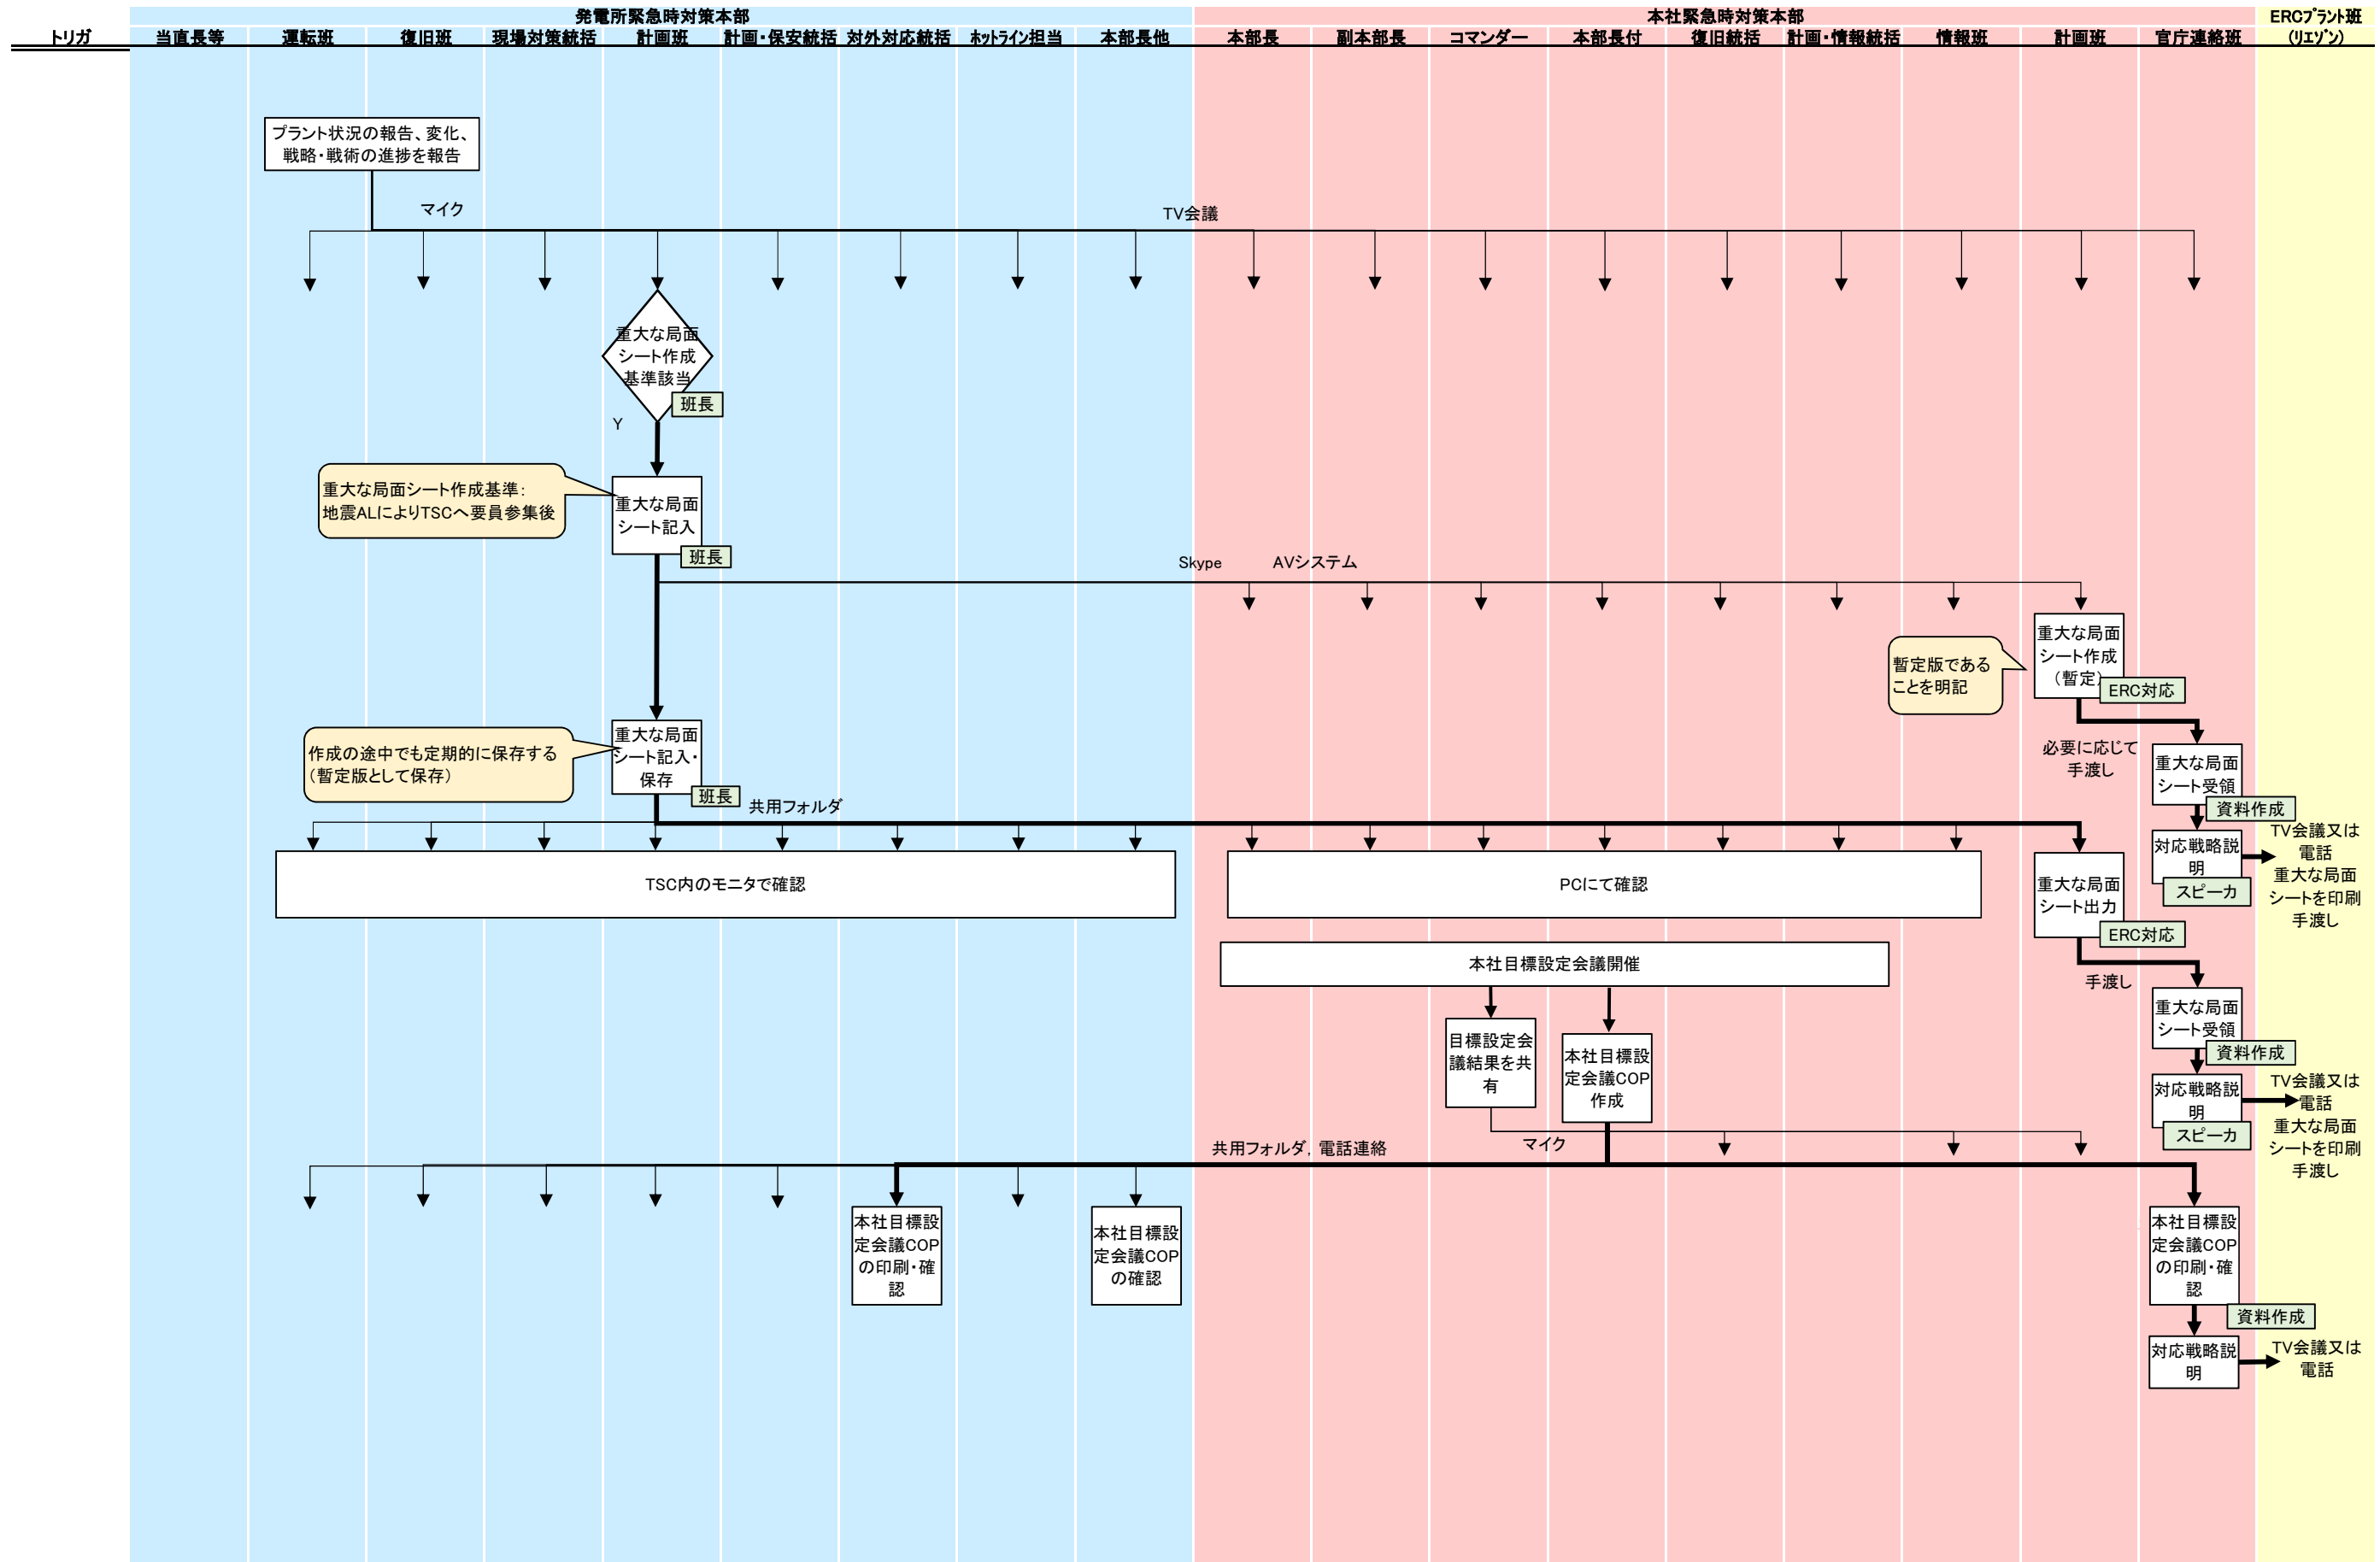 発電所緊急時対策本部
本社緊急時対策本部
ERCﾌﾟﾗﾝﾄ班
(ﾘｴｿﾞﾝ)
トリガ
当直長等
運転班
復旧班
現場対策統括
計画班
計画・保安統括
対外対応統括
ﾎｯﾄﾗｲﾝ担当
本部長他
本部長
副本部長
コマンダー
本部長付
復旧統括
計画・情報統括
情報班
計画班
官庁連絡班
プラント状況の報告、変化、
戦略・戦術の進捗を報告
マイク
TV会議
重大な局面
シート作成
基準該当
班長
Y
重大な局面シート作成基準:
地震ALによりTSCへ要員参集後
重大な局面
シート記入
班長
Skype
AVシステム
重大な局面
シート作成
(暫定)
ERC対応
暫定版である
ことを明記
必要に応じて
手渡し
重大な局面
シート受領
資料作成
作成の途中でも定期的に保存する
(暫定版として保存)
重大な局面
シート記入・
保存
班長
共用フォルダ
TSC内のモニタで確認
PCにて確認
重大な局面
シート出力
ERC対応
対応戦略説
明
スピーカ
TV会議又は
電話
重大な局面
シートを印刷
手渡し
本社目標設定会議開催
手渡し
重大な局面
シート受領
資料作成
目標設定会
議結果を共
有
本社目標設
定会議COP
作成
対応戦略説
明
スピーカ
TV会議又は
電話
重大な局面
シートを印刷
手渡し
共用フォルダ, 電話連絡
マイク
本社目標設
定会議COP
の印刷・確
認
本社目標設
定会議COP
の確認
本社目標設
定会議COP
の印刷・確
認
資料作成
対応戦略説
明
TV会議又は
電話